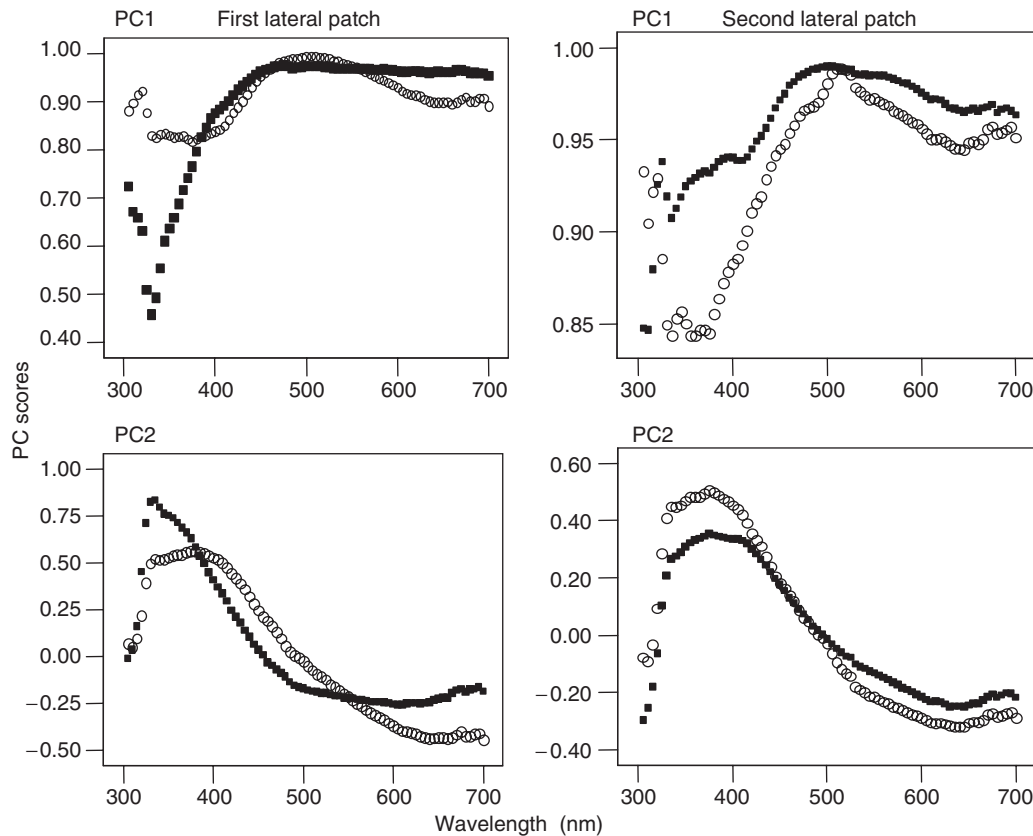 PC1 First lateral patch
PC1 Second lateral patch
1.00
0.90
0.80
0.70
0.60
0.50
0.40
300 400 500 600 700
1.00
0.95
0.90
0.85
300 400 500 600 700
PC scores
PC2
1.00
0.75
0.50
0.25
0.00
−0.25
−0.50
300 400 500 600 700
PC2
0.60
0.40
0.20
0.00
−0.20
−0.40
300 400 500 600 700
Wavelength (nm)